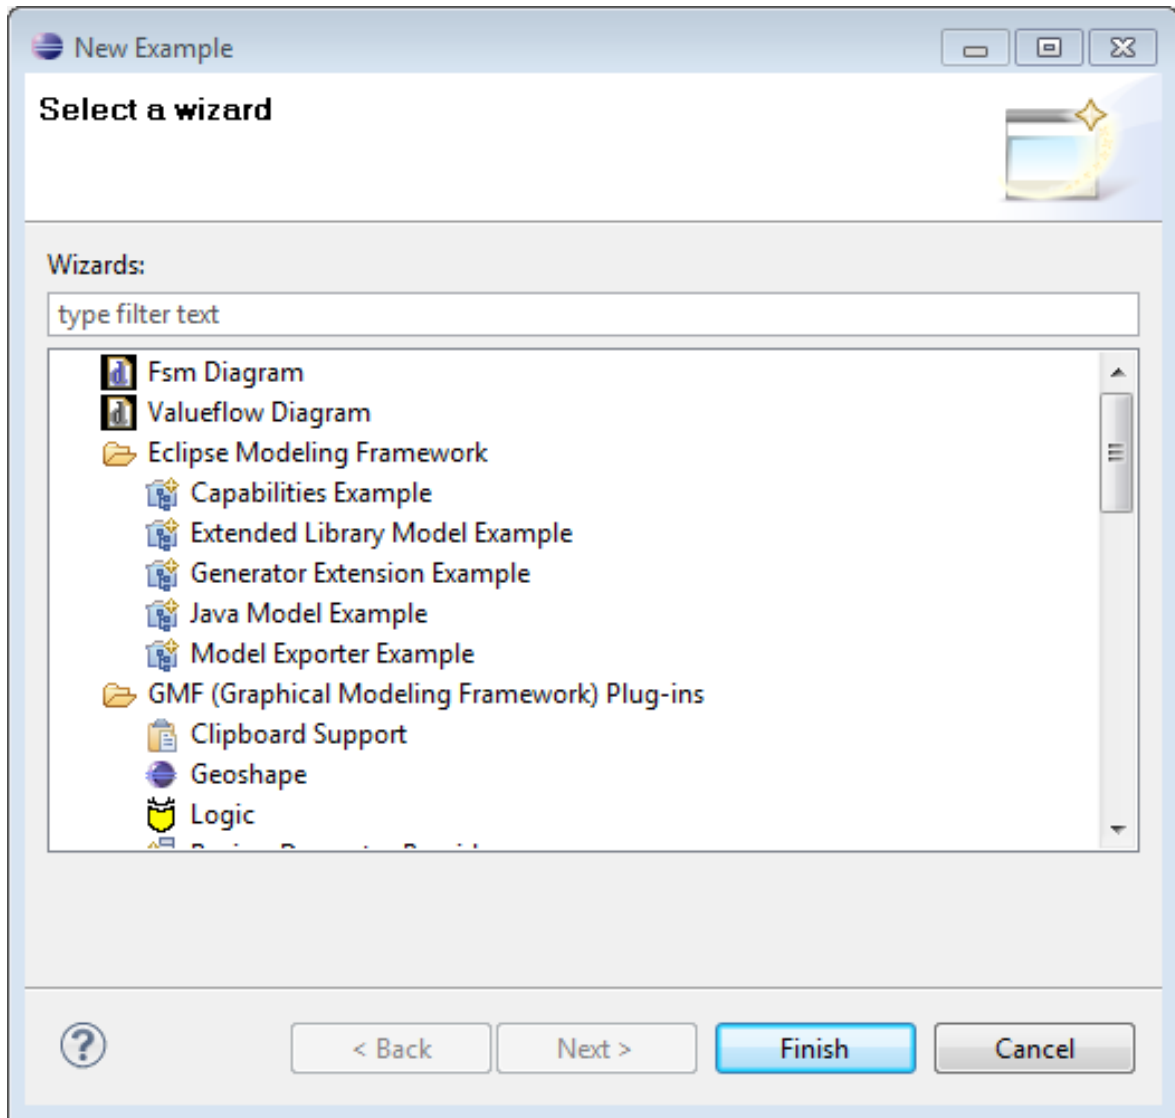 New Example
Select a wizard
Wizards:
type filter text
Fsm Diagram
Valueflow Diagram
Eclipse Modeling Framework
Capabilities Example
Extended Library Model Example
Generator Extension Example
Java Model Example
Model Exporter Example
GMF (Graphical Modeling Framework) Plug-ins
Clipboard Support
Geoshape
Logic
< Back Next > Finish Cancel